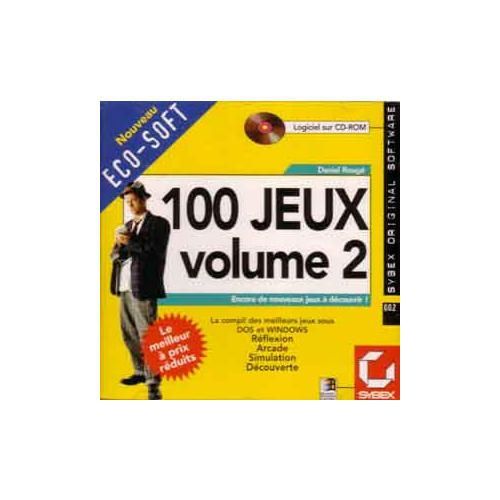 Nouveau
ECO-SOFT
Logiciel sur CD-ROM
Daniel Rougé
100 JEUX
volume 2
Encore de nouveaux jeux à découvrir !
La compil' des meilleurs jeux sous
DOS et WINDOWS
Réflexion
Arcade
Simulation
Découverte
Le
meilleur
à prix
réduits
SYBEX ORIGINAL SOFTWARE
602
SYBEX